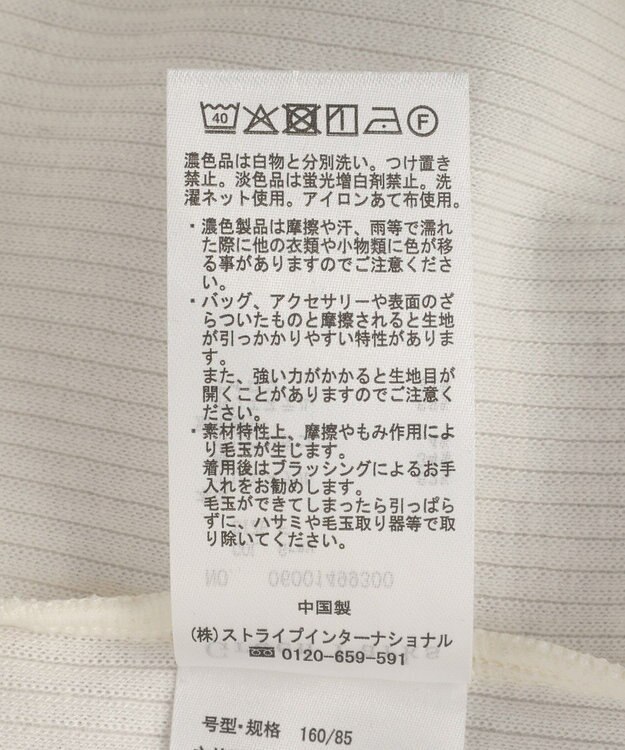 40 F
濃色品は白物と分別洗い。つけ置き
禁止。淡色品は蛍光増白剤禁止。洗
濯ネット使用。アイロンあて布使用。
・濃色製品は摩擦や汗、雨等で濡れ
た際に他の衣類や小物類に色が移
る事がありますのでご注意くださ
い。
・バッグ、アクセサリーや表面のざ
らついたものと摩擦されると生地
が引っかかりやすい特性がありま
す。
また、強い力がかかると生地目が
開くことがありますのでご注意く
ださい。
・素材特性上、摩擦やもみ作用によ
り毛玉が生じます。
着用後はブラッシングによるお手
入れをお勧めします。
毛玉ができてしまったら引っぱら
ずに、ハサミや毛玉取り器等で取
り除いてください。
NO 06001499300
中国製
(株)ストライプインターナショナル
0120-659-591
号型・规格 160/85